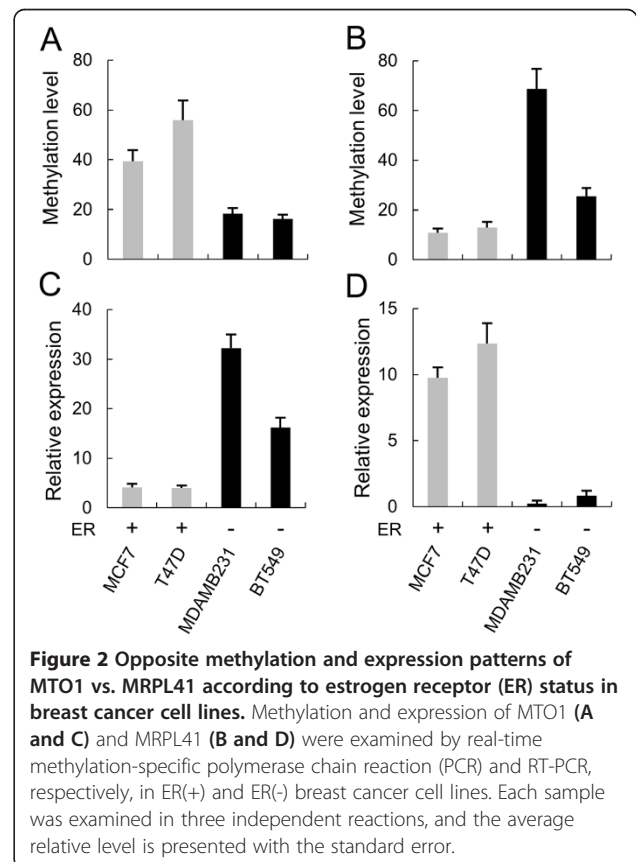 A
B
Methylation level
80
60
40
20
0
Methylation level
80
60
40
20
0
C
D
Relative expression
40
30
20
10
0
Relative expression
15
10
5
0
ER + + - - + + - -
MCF7
T47D
MDAMB231
BT549
MCF7
T47D
MDAMB231
BT549
Figure 2 Opposite methylation and expression patterns of
MTO1 vs. MRPL41 according to estrogen receptor (ER) status in
breast cancer cell lines. Methylation and expression of MTO1 (A
and C) and MRPL41 (B and D) were examined by real-time
methylation-specific polymerase chain reaction (PCR) and RT-PCR,
respectively, in ER(+) and ER(-) breast cancer cell lines. Each sample
was examined in three independent reactions, and the average
relative level is presented with the standard error.